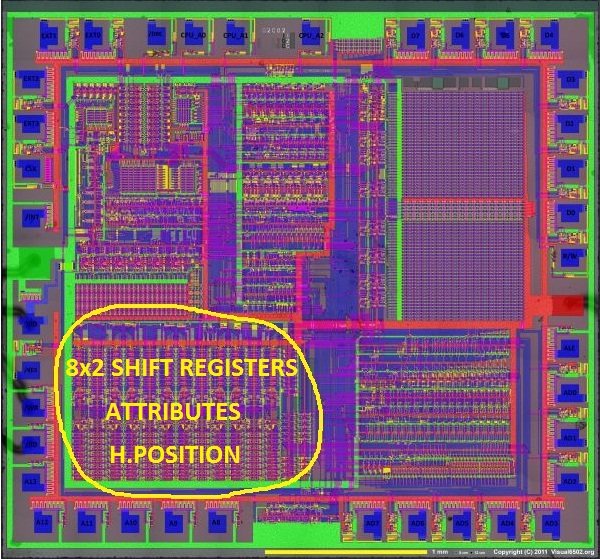 EXT1 EXT0 /DBE CPU_A0 CPU_A1 CPU_A2 D7 D6 D5 D4
EXT2 D3
EXT3 D2
CLK D1
/INT D0
R/W
ALE
/RES AD0
/WR AD1
/RD AD2
A13
A12 A11 A10 A9 A8 AD7 AD6 AD5 AD4 AD3
8x2 SHIFT REGISTERS
ATTRIBUTES
H.POSITION
1 mm
Copyright (C) 2011 Visual6502.org